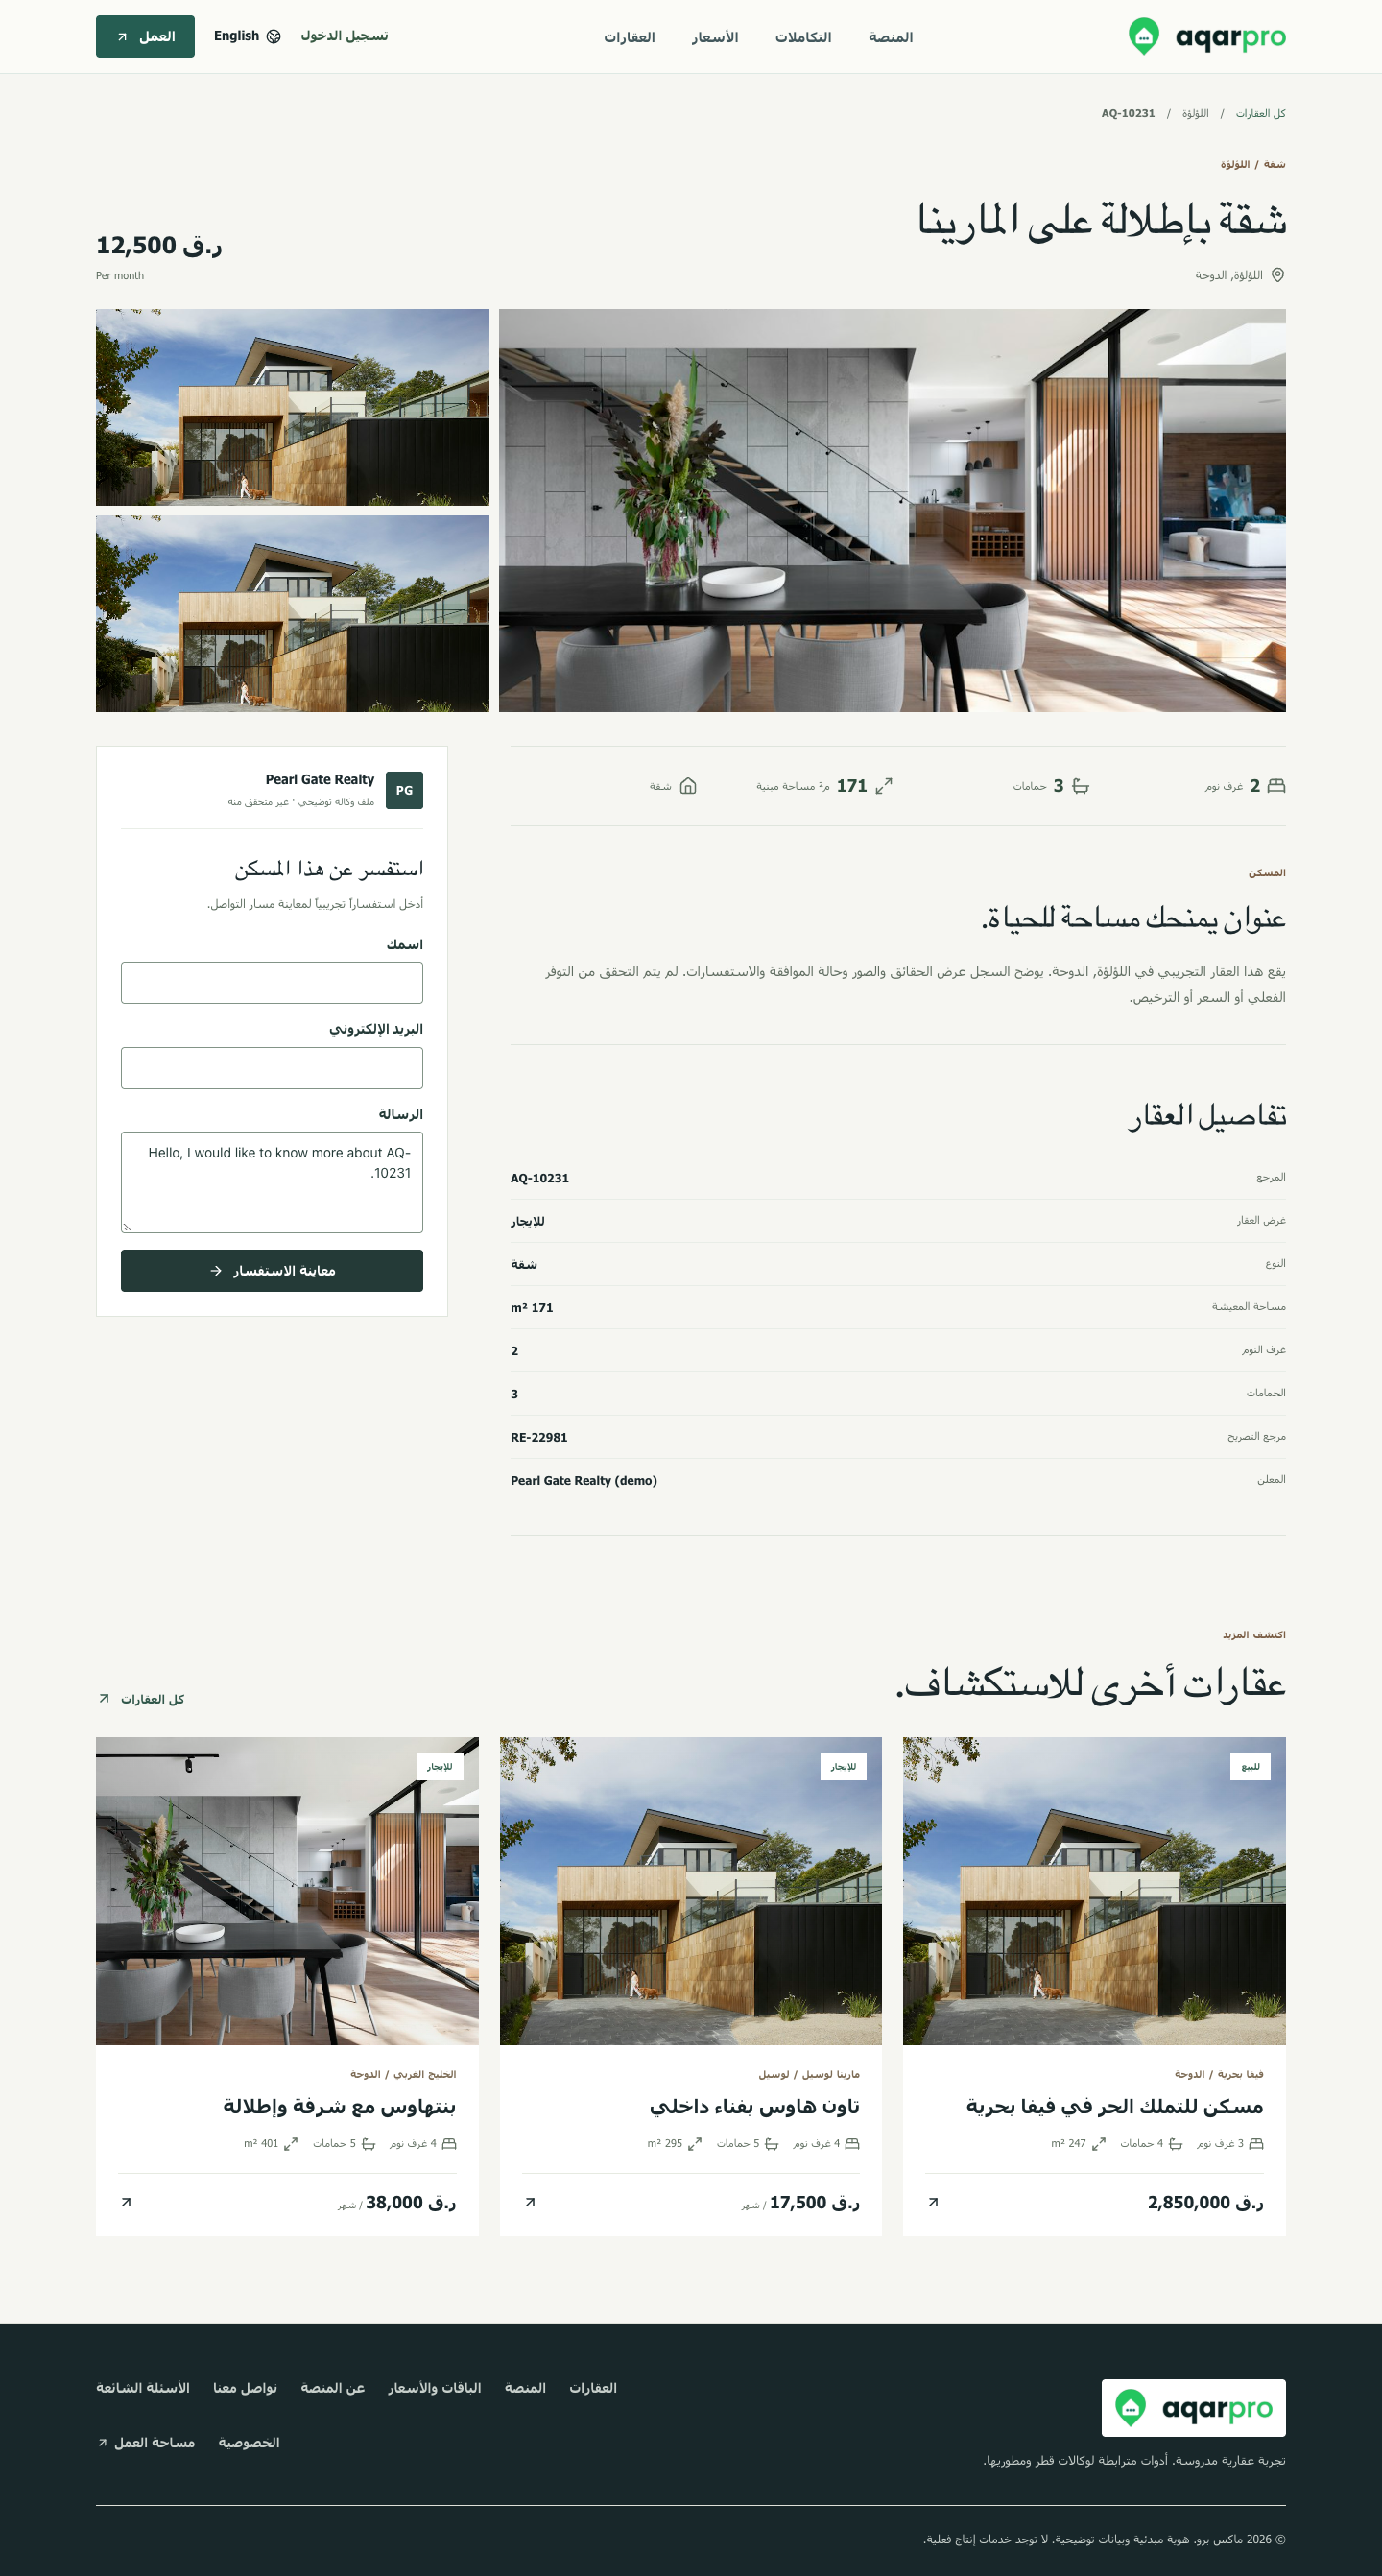 aqarpro
المنصة
التكاملات
الأسعار
العقارات
تسجيل الدخول
English
العمل
كل العقارات / اللؤلؤة / AQ-10231
شقة / اللؤلؤة
شقة بإطلالة على المارينا
اللؤلؤة, الدوحة
ر.ق 12,500
Per month
2 غرف نوم
3 حمامات
171 م² مساحة مبنية
شقة
المسكن
عنوان يمنحك مساحة للحياة.
يقع هذا العقار التجريبي في اللؤلؤة, الدوحة. يوضح السجل عرض الحقائق والصور وحالة الموافقة والاستفسارات. لم يتم التحقق من التوفر
الفعلي أو السعر أو الترخيص.
تفاصيل العقار
المرجع AQ-10231
غرض العقار للإيجار
النوع شقة
مساحة المعيشة 171 m²
غرف النوم 2
الحمامات 3
مرجع التصريح RE-22981
المعلن Pearl Gate Realty (demo)
PG
Pearl Gate Realty
ملف وكالة توضيحي · غير متحقق منه
استفسر عن هذا المسكن
أدخل استفساراً تجريبياً لمعاينة مسار التواصل.
اسمك
البريد الإلكتروني
الرسالة
Hello, I would like to know more about AQ-
10231.
معاينة الاستفسار
اكتشف المزيد
عقارات أخرى للاستكشاف.
كل العقارات
للبيع
فيفا بحرية / الدوحة
مسكن للتملك الحر في فيفا بحرية
3 غرف نوم
4 حمامات
247 m²
ر.ق 2,850,000
للإيجار
مارينا لوسيل / لوسيل
تاون هاوس بفناء داخلي
4 غرف نوم
5 حمامات
295 m²
ر.ق 17,500 / شهر
للإيجار
الخليج الغربي / الدوحة
بنتهاوس مع شرفة وإطلالة
4 غرف نوم
5 حمامات
401 m²
ر.ق 38,000 / شهر
aqarpro
تجربة عقارية مدروسة. أدوات مترابطة لوكالات قطر ومطوريها.
العقارات
المنصة
الباقات والأسعار
عن المنصة
تواصل معنا
الأسئلة الشائعة
الخصوصية
مساحة العمل
© 2026 ماكس برو. هوية مبدئية وبيانات توضيحية. لا توجد خدمات إنتاج فعلية.